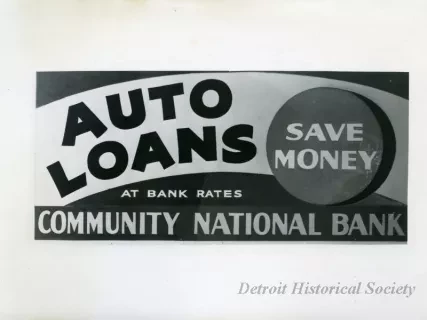 AUTO
LOANS
AT BANK RATES
SAVE
MONEY
COMMUNITY NATIONAL BANK
Detroit Historical Society